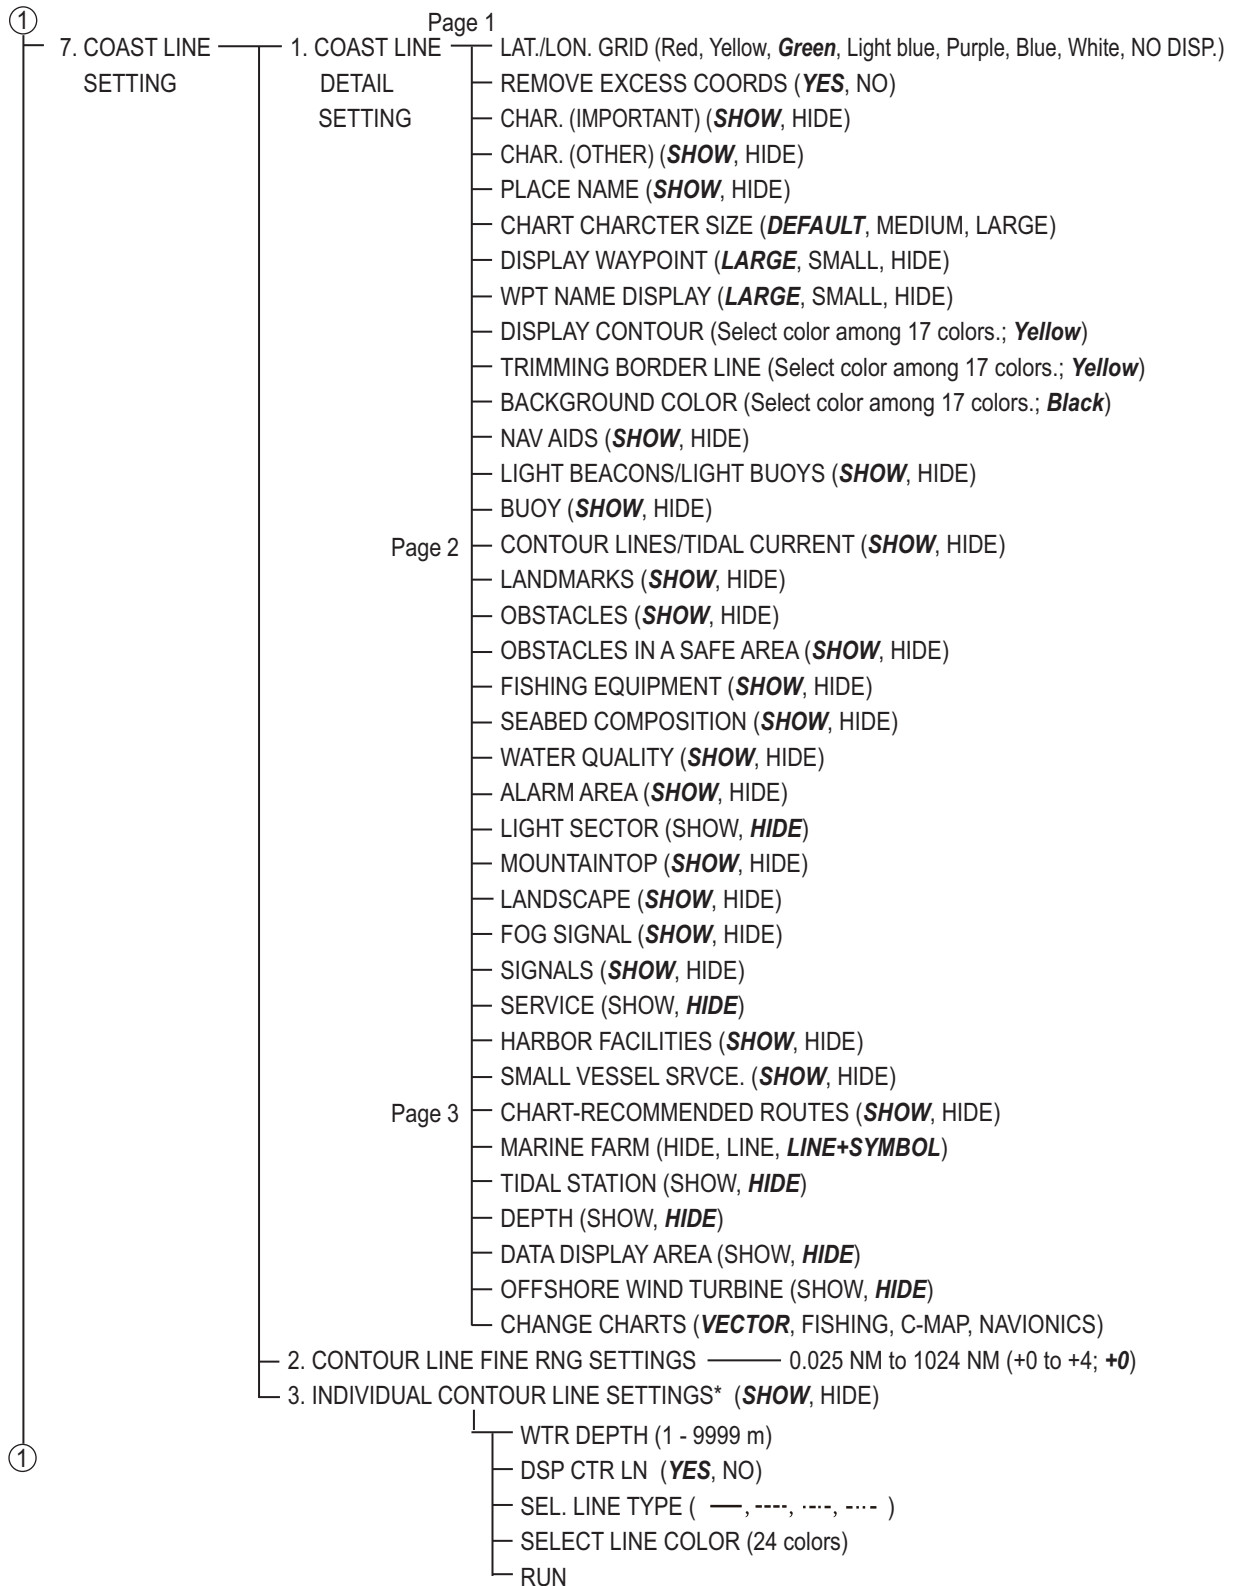 1
Page 1
7. COAST LINE SETTING
1. COAST LINE DETAIL SETTING
LAT./LON. GRID (Red, Yellow, Green, Light blue, Purple, Blue, White, NO DISP.)
REMOVE EXCESS COORDS (YES, NO)
CHAR. (IMPORTANT) (SHOW, HIDE)
CHAR. (OTHER) (SHOW, HIDE)
PLACE NAME (SHOW, HIDE)
CHART CHARCTER SIZE (DEFAULT, MEDIUM, LARGE)
DISPLAY WAYPOINT (LARGE, SMALL, HIDE)
WPT NAME DISPLAY (LARGE, SMALL, HIDE)
DISPLAY CONTOUR (Select color among 17 colors.; Yellow)
TRIMMING BORDER LINE (Select color among 17 colors.; Yellow)
BACKGROUND COLOR (Select color among 17 colors.; Black)
NAV AIDS (SHOW, HIDE)
LIGHT BEACONS/LIGHT BUOYS (SHOW, HIDE)
BUOY (SHOW, HIDE)
Page 2
CONTOUR LINES/TIDAL CURRENT (SHOW, HIDE)
LANDMARKS (SHOW, HIDE)
OBSTACLES (SHOW, HIDE)
OBSTACLES IN A SAFE AREA (SHOW, HIDE)
FISHING EQUIPMENT (SHOW, HIDE)
SEABED COMPOSITION (SHOW, HIDE)
WATER QUALITY (SHOW, HIDE)
ALARM AREA (SHOW, HIDE)
LIGHT SECTOR (SHOW, HIDE)
MOUNTAINTOP (SHOW, HIDE)
LANDSCAPE (SHOW, HIDE)
FOG SIGNAL (SHOW, HIDE)
SIGNALS (SHOW, HIDE)
SERVICE (SHOW, HIDE)
HARBOR FACILITIES (SHOW, HIDE)
SMALL VESSEL SRVCE. (SHOW, HIDE)
Page 3
CHART-RECOMMENDED ROUTES (SHOW, HIDE)
MARINE FARM (HIDE, LINE, LINE+SYMBOL)
TIDAL STATION (SHOW, HIDE)
DEPTH (SHOW, HIDE)
DATA DISPLAY AREA (SHOW, HIDE)
OFFSHORE WIND TURBINE (SHOW, HIDE)
CHANGE CHARTS (VECTOR, FISHING, C-MAP, NAVIONICS)
2. CONTOUR LINE FINE RNG SETTINGS
0.025 NM to 1024 NM (+0 to +4; +0)
3. INDIVIDUAL CONTOUR LINE SETTINGS* (SHOW, HIDE)
WTR DEPTH (1 - 9999 m)
1
DSP CTR LN (YES, NO)
SEL. LINE TYPE ( —, ----, -·-·, -··- )
SELECT LINE COLOR (24 colors)
RUN